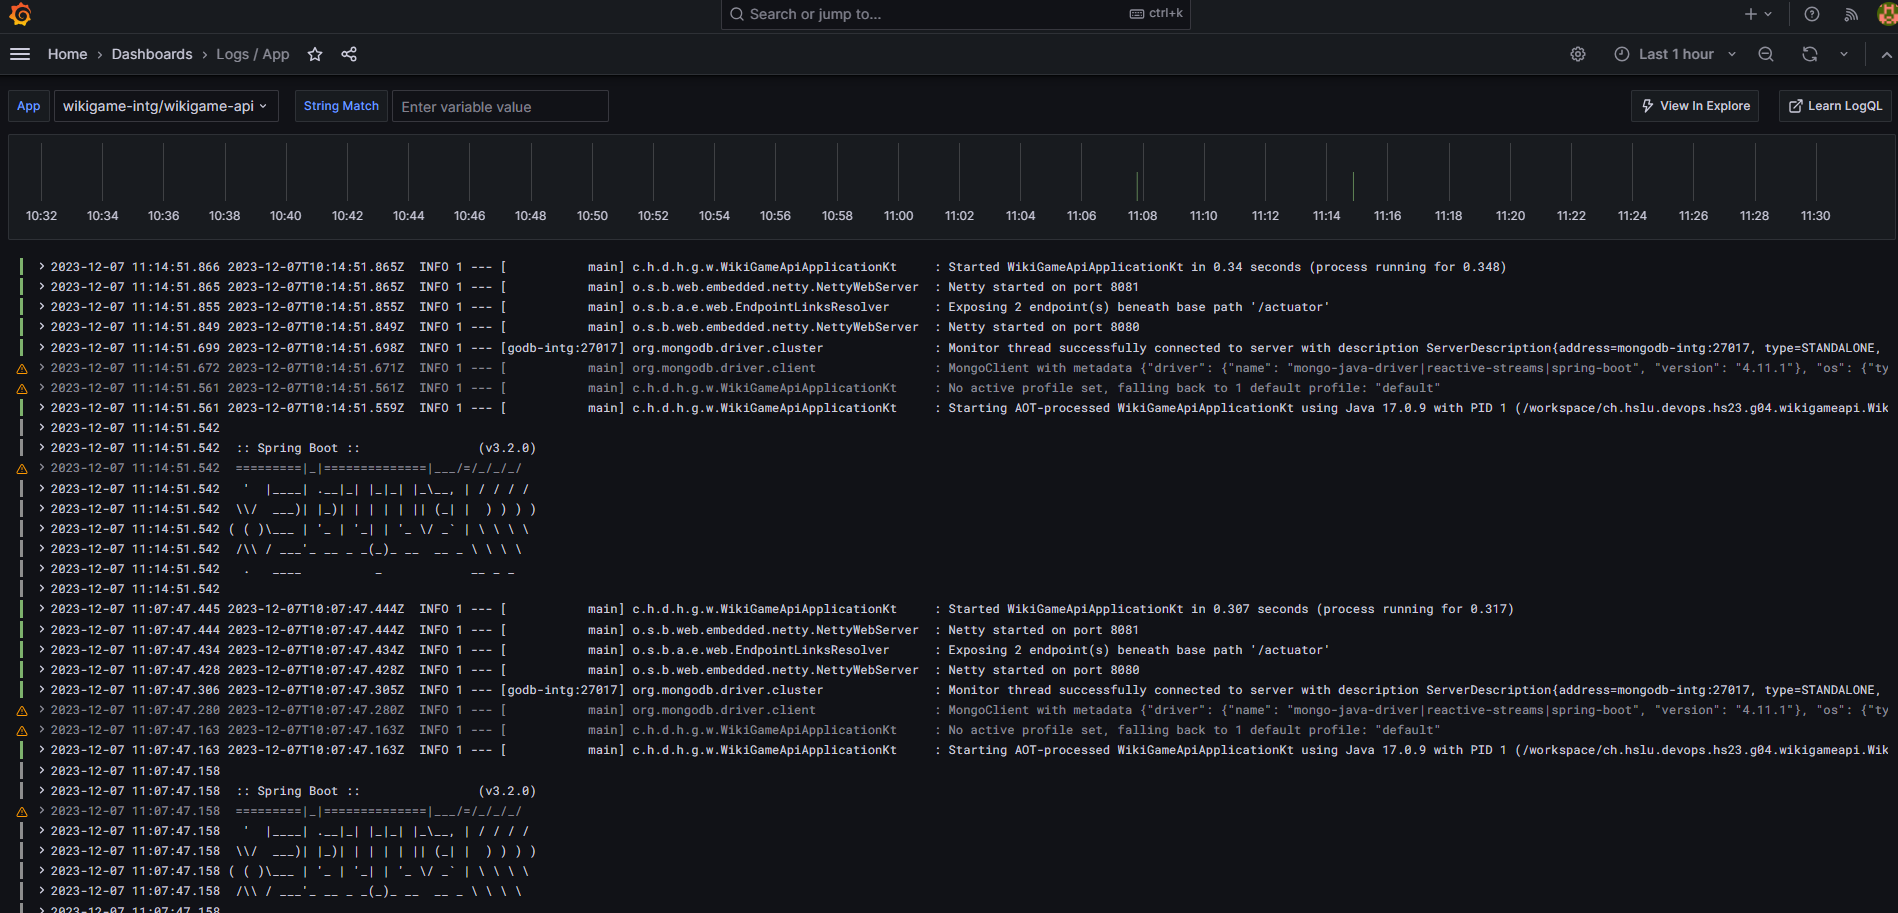 Search or jump to... ctrl+k
Home › Dashboards › Logs / App Last 1 hour
App wikigame-intg/wikigame-api String Match Enter variable value View In Explore Learn LogQL
10:32 10:34 10:36 10:38 10:40 10:42 10:44 10:46 10:48 10:50 10:52 10:54 10:56 10:58 11:00 11:02 11:04 11:06 11:08 11:10 11:12 11:14 11:16 11:18 11:20 11:22 11:24 11:26 11:28 11:30
> 2023-12-07 11:14:51.866 2023-12-07T10:14:51.865Z  INFO 1 --- [           main] c.h.d.h.g.w.WikiGameApiApplicationKt     : Started WikiGameApiApplicationKt in 0.34 seconds (process running for 0.348)
> 2023-12-07 11:14:51.865 2023-12-07T10:14:51.865Z  INFO 1 --- [           main] o.s.b.web.embedded.netty.NettyWebServer  : Netty started on port 8081
> 2023-12-07 11:14:51.855 2023-12-07T10:14:51.855Z  INFO 1 --- [           main] o.s.b.a.e.web.EndpointLinksResolver      : Exposing 2 endpoint(s) beneath base path '/actuator'
> 2023-12-07 11:14:51.849 2023-12-07T10:14:51.849Z  INFO 1 --- [           main] o.s.b.web.embedded.netty.NettyWebServer  : Netty started on port 8080
> 2023-12-07 11:14:51.699 2023-12-07T10:14:51.698Z  INFO 1 --- [godb-intg:27017] org.mongodb.driver.cluster               : Monitor thread successfully connected to server with description ServerDescription{address=mongodb-intg:27017, type=STANDALONE,
> 2023-12-07 11:14:51.672 2023-12-07T10:14:51.671Z  INFO 1 --- [           main] org.mongodb.driver.client                : MongoClient with metadata {"driver": {"name": "mongo-java-driver|reactive-streams|spring-boot", "version": "4.11.1"}, "os": {"ty
> 2023-12-07 11:14:51.561 2023-12-07T10:14:51.561Z  INFO 1 --- [           main] c.h.d.h.g.w.WikiGameApiApplicationKt     : No active profile set, falling back to 1 default profile: "default"
> 2023-12-07 11:14:51.561 2023-12-07T10:14:51.559Z  INFO 1 --- [           main] c.h.d.h.g.w.WikiGameApiApplicationKt     : Starting AOT-processed WikiGameApiApplicationKt using Java 17.0.9 with PID 1 (/workspace/ch.hslu.devops.hs23.g04.wikigameapi.Wik
> 2023-12-07 11:14:51.542
> 2023-12-07 11:14:51.542  :: Spring Boot ::                (v3.2.0)
> 2023-12-07 11:14:51.542  =========|_|==============|___/=/_/_/_/
> 2023-12-07 11:14:51.542   '  |____| .__|_| |_|_| |_\__, | / / / /
> 2023-12-07 11:14:51.542  \\/  ___)| |_)| | | | | || (_| |  ) ) ) )
> 2023-12-07 11:14:51.542 ( ( )\___ | '_ | '_| | '_ \/ _` | \ \ \ \
> 2023-12-07 11:14:51.542  /\\ / ___'_ __ _ _(_)_ __  __ _ \ \ \ \
> 2023-12-07 11:14:51.542   .   ____          _            __ _ _
> 2023-12-07 11:14:51.542
> 2023-12-07 11:07:47.445 2023-12-07T10:07:47.444Z  INFO 1 --- [           main] c.h.d.h.g.w.WikiGameApiApplicationKt     : Started WikiGameApiApplicationKt in 0.307 seconds (process running for 0.317)
> 2023-12-07 11:07:47.444 2023-12-07T10:07:47.444Z  INFO 1 --- [           main] o.s.b.web.embedded.netty.NettyWebServer  : Netty started on port 8081
> 2023-12-07 11:07:47.434 2023-12-07T10:07:47.434Z  INFO 1 --- [           main] o.s.b.a.e.web.EndpointLinksResolver      : Exposing 2 endpoint(s) beneath base path '/actuator'
> 2023-12-07 11:07:47.428 2023-12-07T10:07:47.428Z  INFO 1 --- [           main] o.s.b.web.embedded.netty.NettyWebServer  : Netty started on port 8080
> 2023-12-07 11:07:47.306 2023-12-07T10:07:47.305Z  INFO 1 --- [godb-intg:27017] org.mongodb.driver.cluster               : Monitor thread successfully connected to server with description ServerDescription{address=mongodb-intg:27017, type=STANDALONE,
> 2023-12-07 11:07:47.280 2023-12-07T10:07:47.280Z  INFO 1 --- [           main] org.mongodb.driver.client                : MongoClient with metadata {"driver": {"name": "mongo-java-driver|reactive-streams|spring-boot", "version": "4.11.1"}, "os": {"ty
> 2023-12-07 11:07:47.163 2023-12-07T10:07:47.163Z  INFO 1 --- [           main] c.h.d.h.g.w.WikiGameApiApplicationKt     : No active profile set, falling back to 1 default profile: "default"
> 2023-12-07 11:07:47.163 2023-12-07T10:07:47.163Z  INFO 1 --- [           main] c.h.d.h.g.w.WikiGameApiApplicationKt     : Starting AOT-processed WikiGameApiApplicationKt using Java 17.0.9 with PID 1 (/workspace/ch.hslu.devops.hs23.g04.wikigameapi.Wik
> 2023-12-07 11:07:47.158
> 2023-12-07 11:07:47.158  :: Spring Boot ::                (v3.2.0)
> 2023-12-07 11:07:47.158  =========|_|==============|___/=/_/_/_/
> 2023-12-07 11:07:47.158   '  |____| .__|_| |_|_| |_\__, | / / / /
> 2023-12-07 11:07:47.158  \\/  ___)| |_)| | | | | || (_| |  ) ) ) )
> 2023-12-07 11:07:47.158 ( ( )\___ | '_ | '_| | '_ \/ _` | \ \ \ \
> 2023-12-07 11:07:47.158  /\\ / ___'_ __ _ _(_)_ __  __ _ \ \ \ \
> 2023-12-07 11:07:47.158